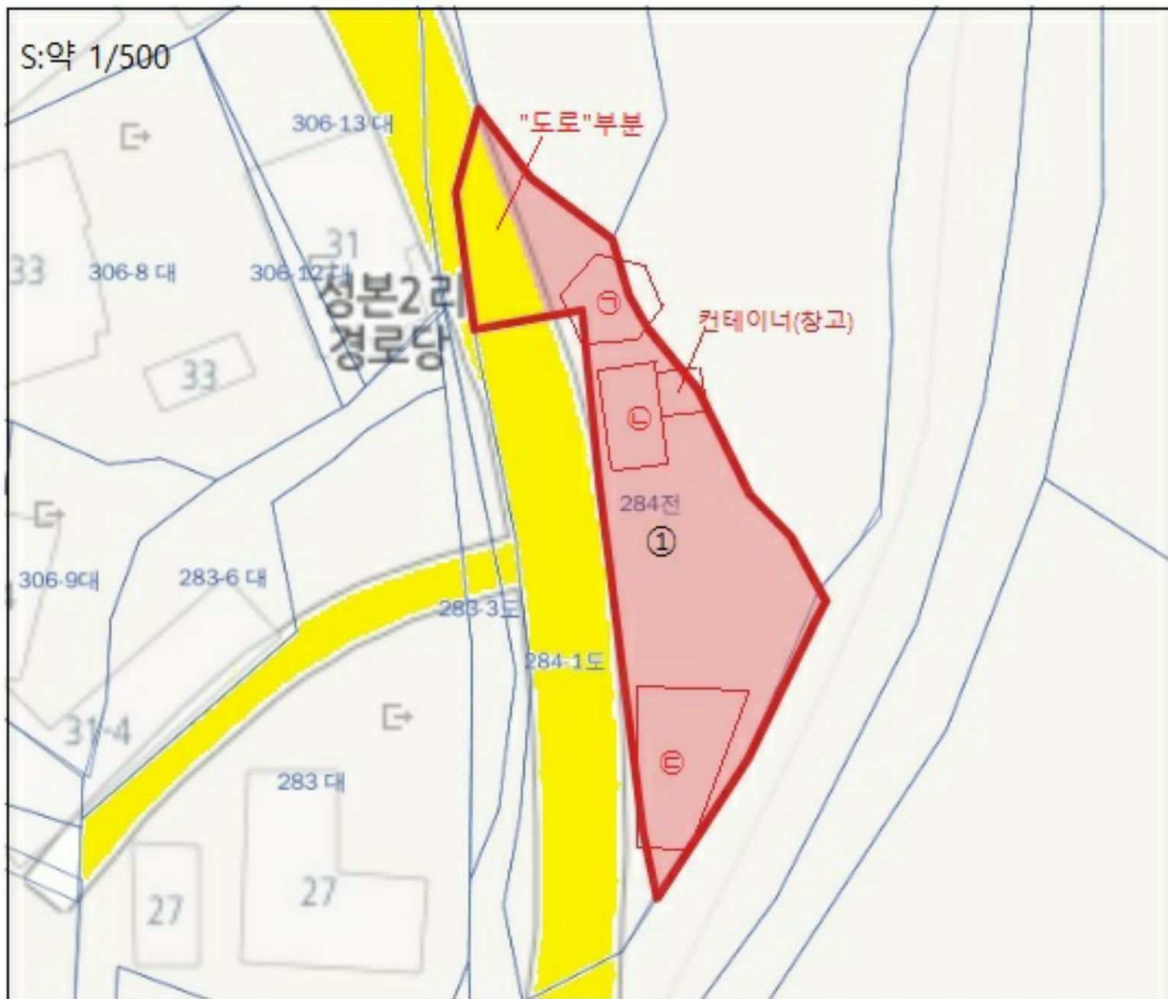 S:약 1/500
306-13 대
"도로"부분
31
33
306-8 대
306-12 대
성본2 리
경로당
㉠
컨테이너(창고)
33
㉡
284전
①
306-9대
283-6 대
283-3도
284-1도
31-4
㉢
283 대
27
27